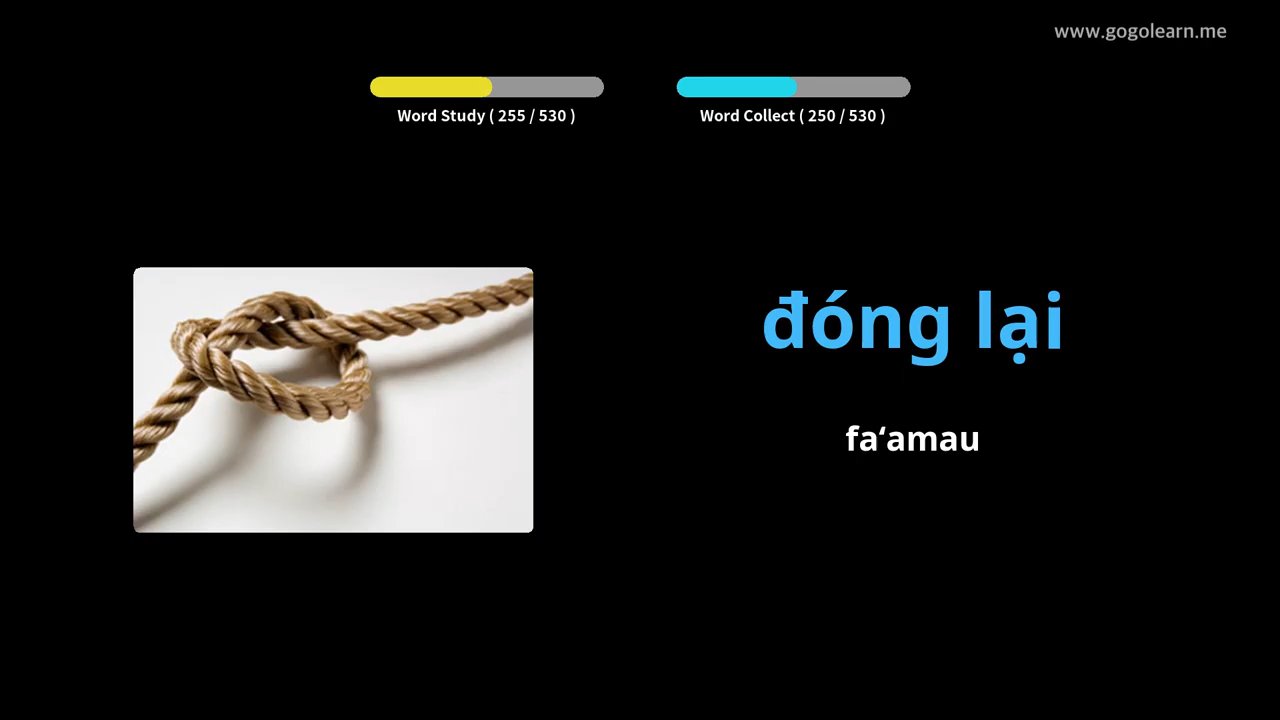 www.gogolearn.me
Word Study ( 255 / 530 )
Word Collect ( 250 / 530 )
đóng lại
fa‘amau